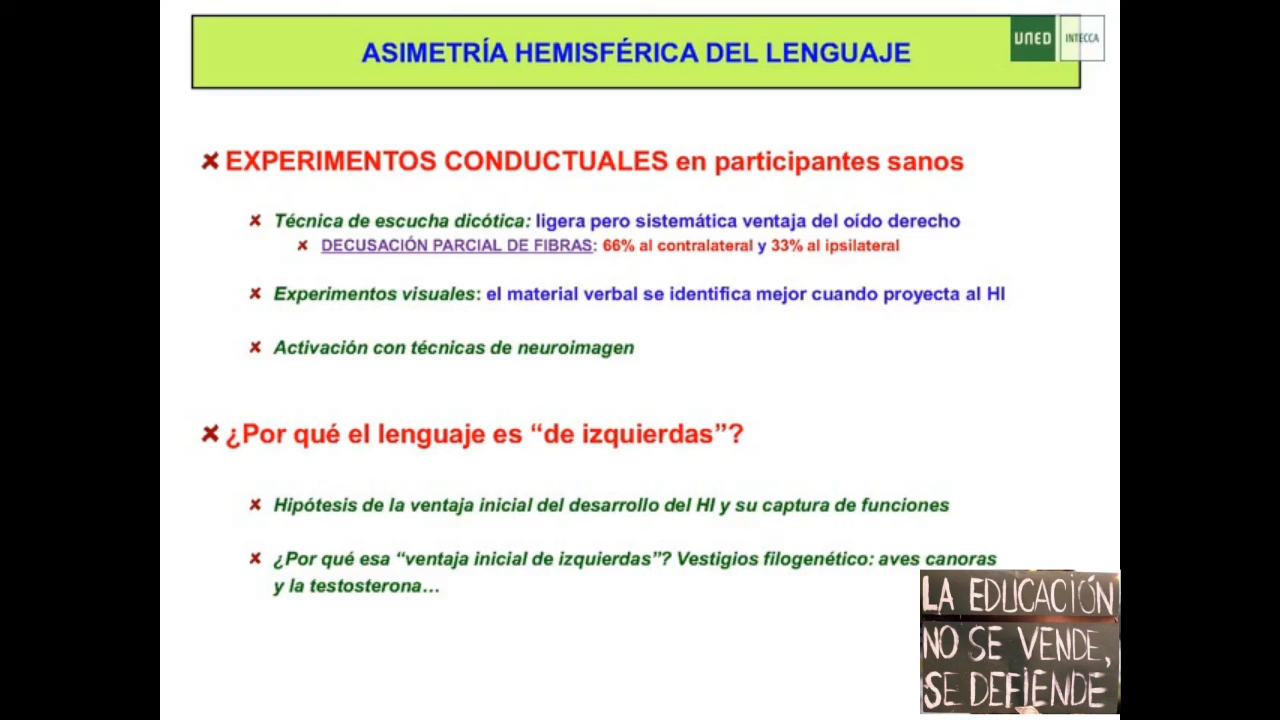 ASIMETRÍA HEMISFÉRICA DEL LENGUAJE
UNED
INTECCA
EXPERIMENTOS CONDUCTUALES en participantes sanos
Técnica de escucha dicótica: ligera pero sistemática ventaja del oído derecho
DECUSACIÓN PARCIAL DE FIBRAS: 66% al contralateral y 33% al ipsilateral
Experimentos visuales: el material verbal se identifica mejor cuando proyecta al HI
Activación con técnicas de neuroimagen
¿Por qué el lenguaje es “de izquierdas”?
Hipótesis de la ventaja inicial del desarrollo del HI y su captura de funciones
¿Por qué esa “ventaja inicial de izquierdas”? Vestigios filogenético: aves canoras
y la testosterona…
LA EDUCACIÓN
NO SE VENDE,
SE DEFIENDE